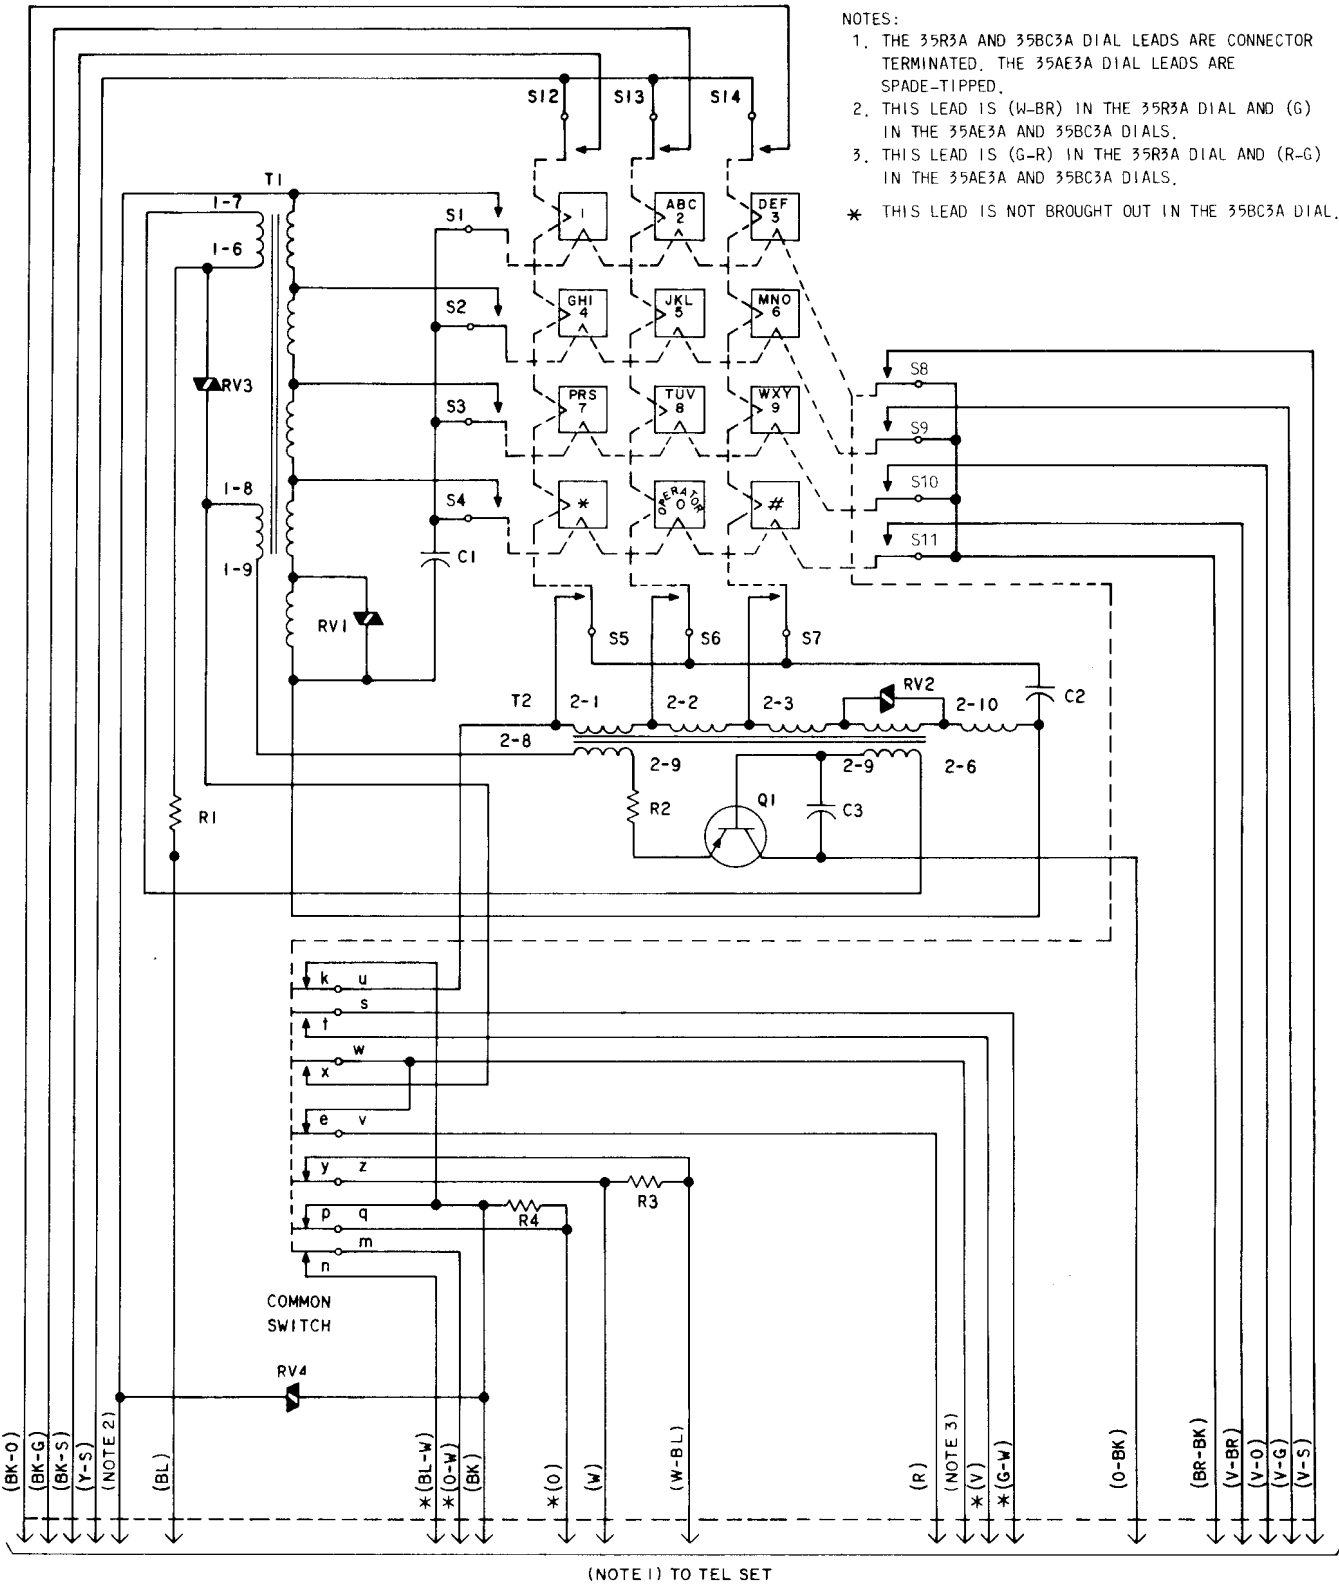 NOTES:
1. THE 35R3A AND 35BC3A DIAL LEADS ARE CONNECTOR
TERMINATED. THE 35AE3A DIAL LEADS ARE
SPADE-TIPPED.
2. THIS LEAD IS (W-BR) IN THE 35R3A DIAL AND (G)
IN THE 35AE3A AND 35BC3A DIALS.
3. THIS LEAD IS (G-R) IN THE 35R3A DIAL AND (R-G)
IN THE 35AE3A AND 35BC3A DIALS.
* THIS LEAD IS NOT BROUGHT OUT IN THE 35BC3A DIAL.
S12 S13 S14
T1
1-7
1-6
S1
1
ABC
2
DEF
3
S2
GHI
4
JKL
5
MNO
6
RV3
S3
PRS
7
TUV
8
WXY
9
S8
S9
S10
S11
1-8
S4
*
OPERATOR
0
#
1-9
C1
RV1
S5 S6 S7
RV2
C2
T2 2-1 2-2 2-3 2-10
2-8
2-9 2-9 2-6
R1
R2
Q1
C3
k u
s
t
w
x
e v
y z
R3
p q
R4
m
n
COMMON
SWITCH
RV4
(BK-O)
(BK-G)
(BK-S)
(Y-S)
(NOTE 2)
(BL)
*(BL-W)
*(O-W)
(BK)
*(O)
(W)
(W-BL)
(R)
(NOTE 3)
*(V)
*(G-W)
(O-BK)
(BR-BK)
(V-BR)
(V-O)
(V-G)
(V-S)
(NOTE 1) TO TEL SET